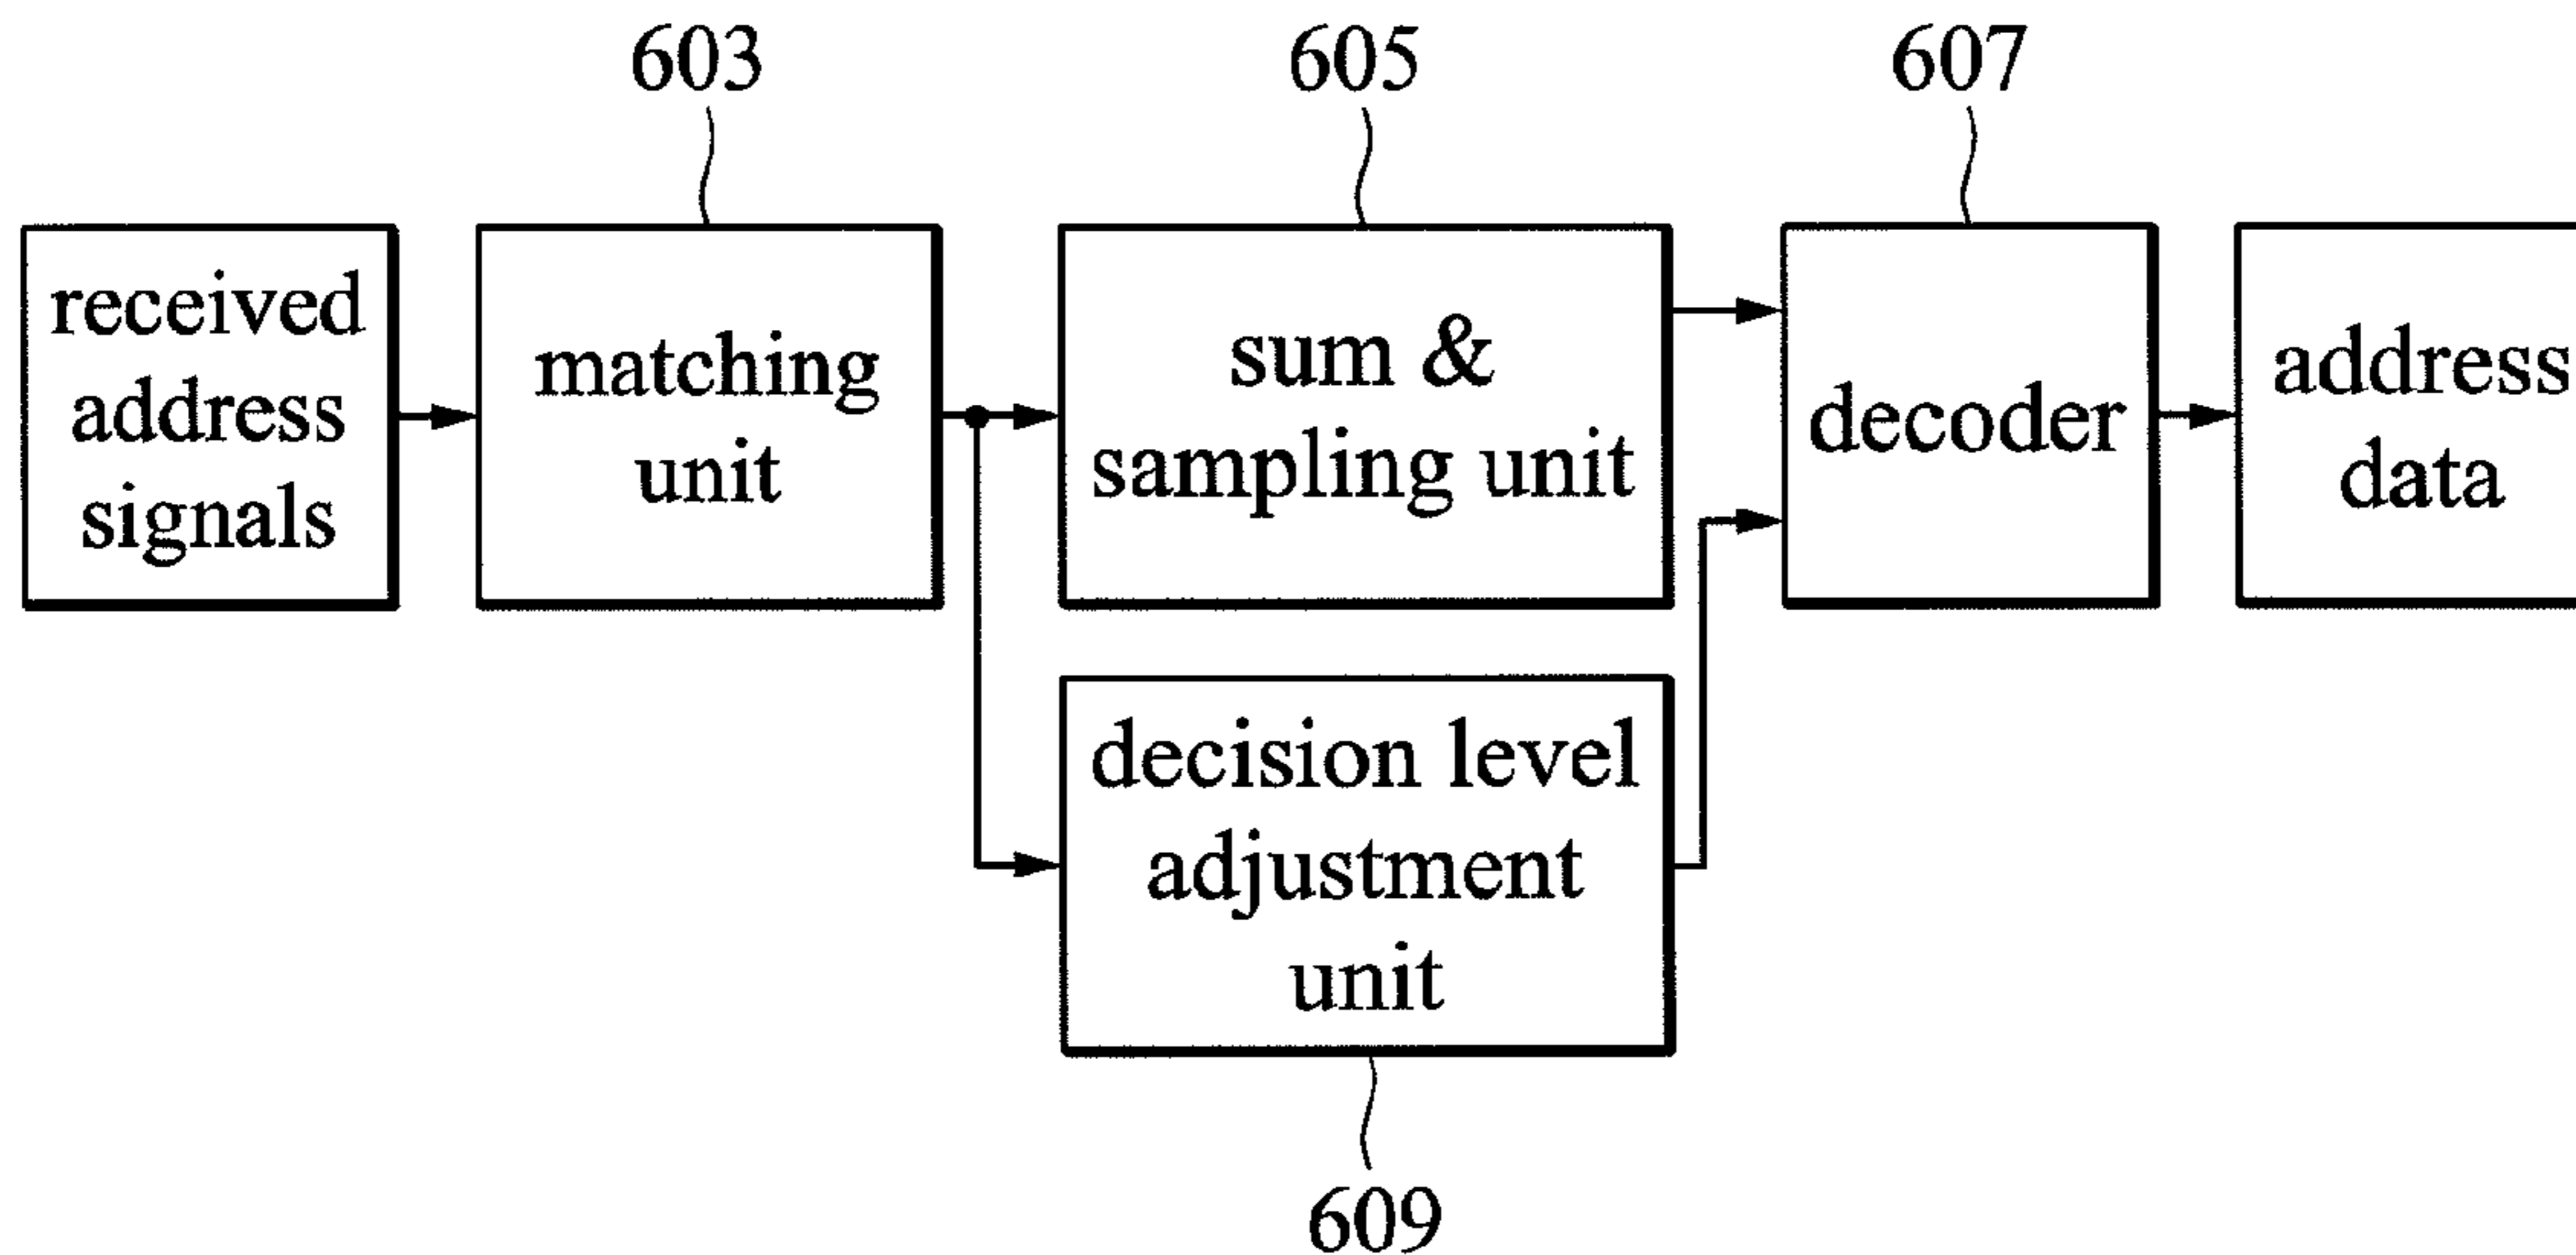 603
605
607
received
address
signals
matching
unit
sum &
sampling unit
decoder
address
data
decision level
adjustment
unit
609